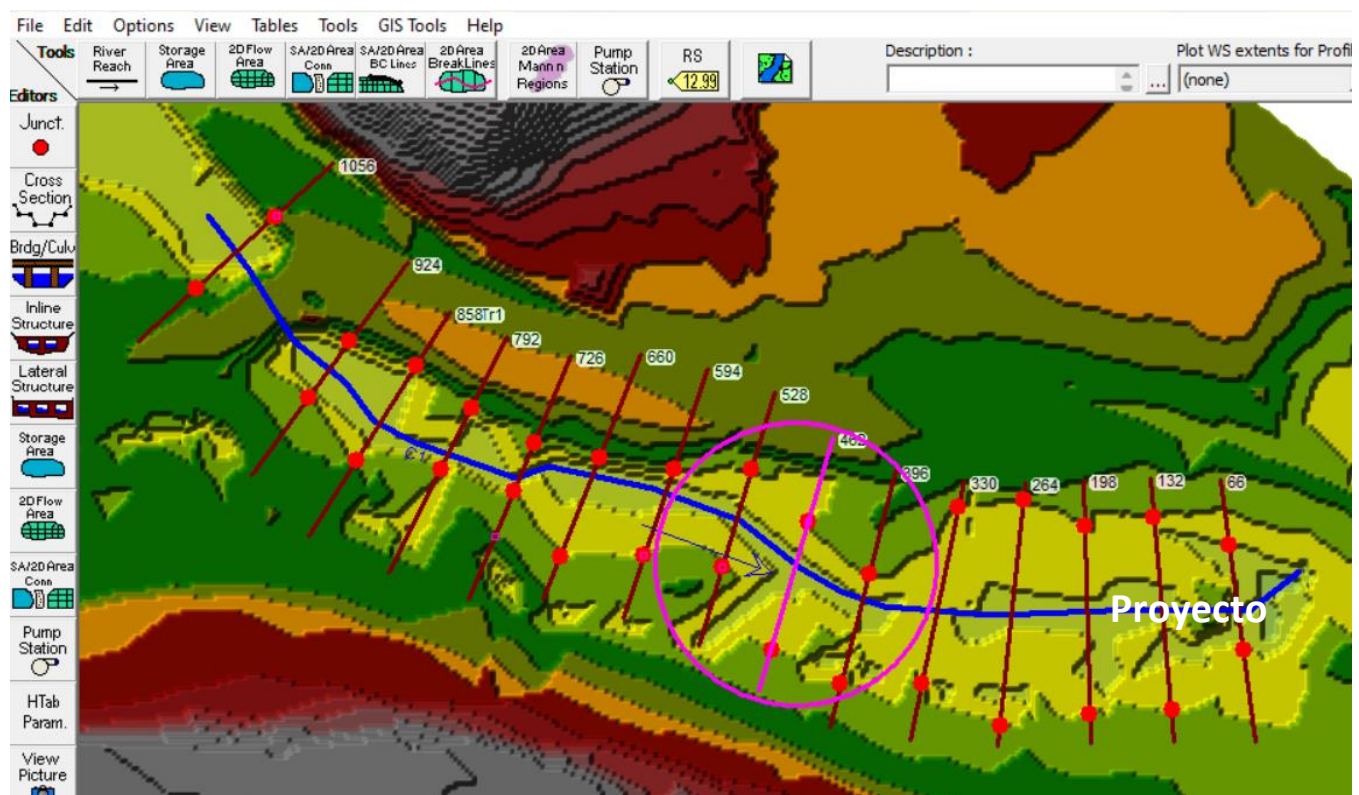 File Edit Options View Tables Tools GIS Tools Help
Tools
Editors
River
Reach
Storage
Area
2D Flow
Area
SA/2D Area
Conn
SA/2D Area
BC Lines
2D Area
BreakLines
2D Area
Mann n
Regions
Pump
Station
RS
12.99
Description :
...
Plot WS extents for Profil
(none)
Junct.
Cross
Section
Brdg/Culv
Inline
Structure
Lateral
Structure
Storage
Area
2D Flow
Area
SA/2D Area
Conn
Pump
Station
HTab
Param.
View
Picture
1056
924
858Tr1
792
726
660
594
528
462
396
330
264
198
132
66
Proyecto